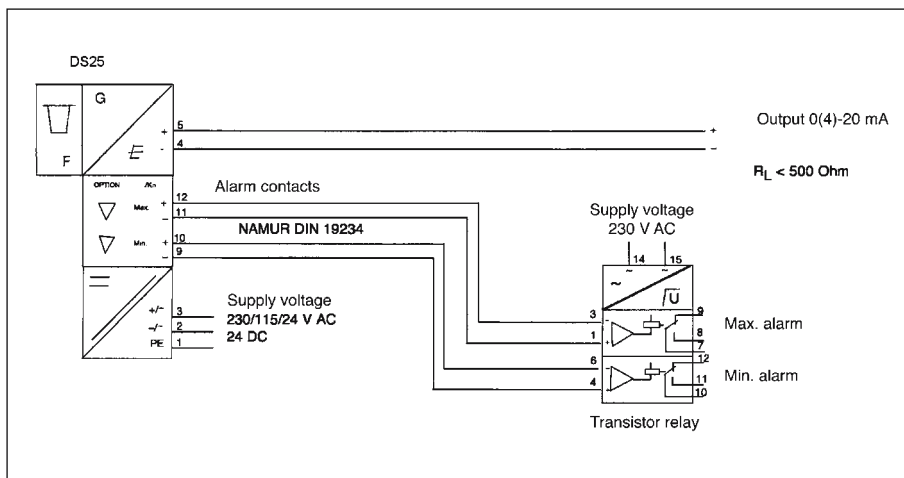 DS25
G
F
E
+ 5
- 4
+
−
Output 0(4)-20 mA
RL < 500 Ohm
OPTION
Max. + 12
− 11
Min. + 10
− 9
Alarm contacts
NAMUR DIN 19234
+/~ 3
−/~ 2
PE 1
Supply voltage
230/115/24 V AC
24 DC
Supply voltage
230 V AC
~ 14
~ 15
~
U
3 −
1 +
9
8
7
Max. alarm
6 −
4 +
12
11
10
Min. alarm
Transistor relay